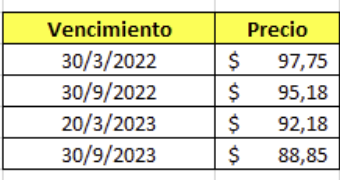 Vencimiento Precio
30/3/2022 $ 97,75
30/9/2022 $ 95,18
20/3/2023 $ 92,18
30/9/2023 $ 88,85